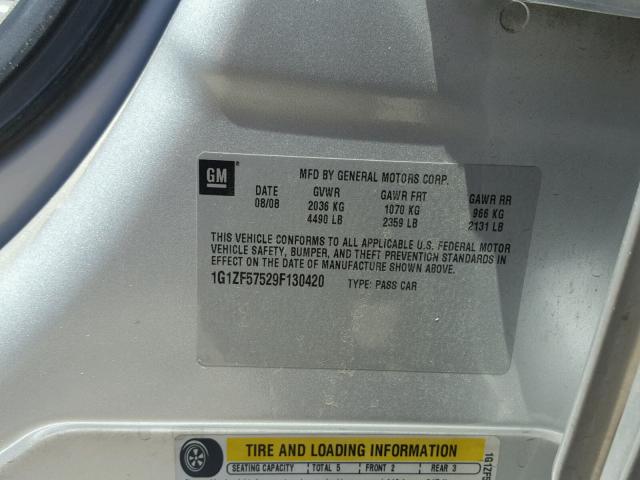 GM MFD BY GENERAL MOTORS CORP.
DATE GVWR GAWR FRT GAWR RR
08/08 2036 KG 1070 KG 966 KG
4490 LB 2359 LB 2131 LB
THIS VEHICLE CONFORMS TO ALL APPLICABLE U.S. FEDERAL MOTOR
VEHICLE SAFETY, BUMPER, AND THEFT PREVENTION STANDARDS IN
EFFECT ON THE DATE OF MANUFACTURE SHOWN ABOVE.
1G1ZF57529F130420 TYPE: PASS CAR
TIRE AND LOADING INFORMATION
SEATING CAPACITY TOTAL 5 FRONT 2 REAR 3
1G1ZF5